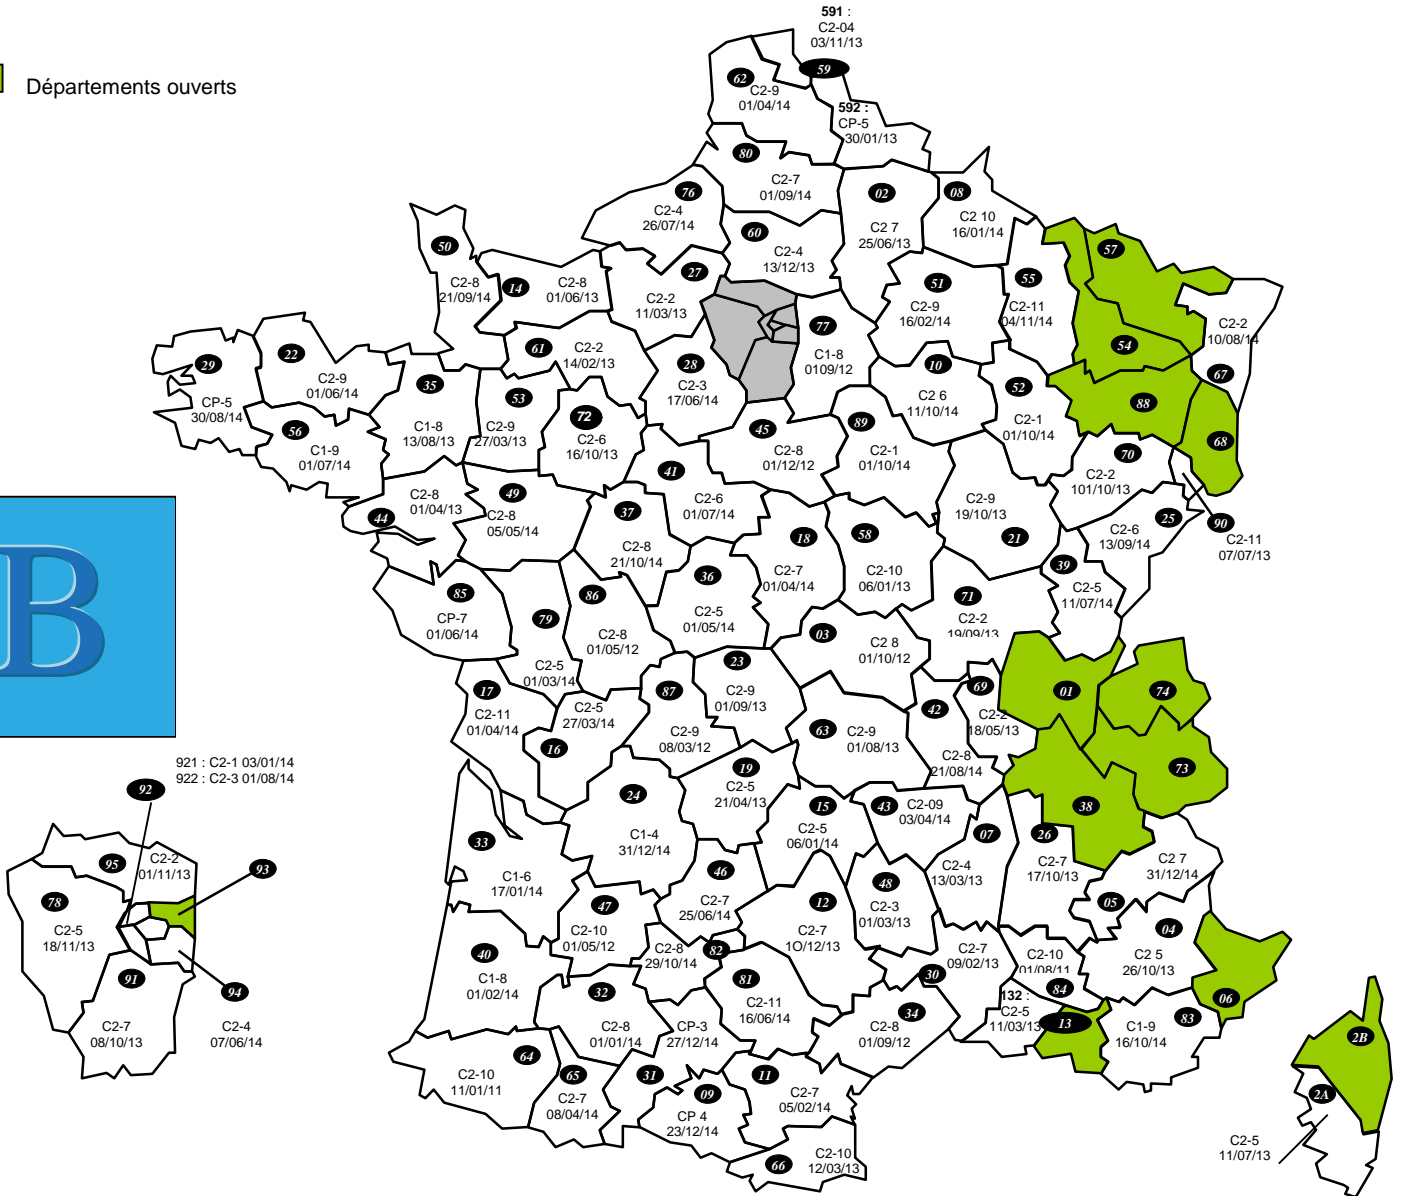 591 :
C2-04
03/11/13
59
Départements ouverts
62
C2-9
01/04/14
592 :
CP-5
30/01/13
80
C2-7
01/09/14
76
C2-4
26/07/14
02
C2 7
25/06/13
08
C2 10
16/01/14
60
C2-4
13/12/13
50
C2-8
21/09/14
14
C2-8
01/06/13
27
C2-2
11/03/13
51
C2-9
16/02/14
55
C2-11
04/11/14
57
54
C2-2
10/08/14
67
77
C1-8
0109/12
61
C2-2
14/02/13
28
C2-3
17/06/14
10
C2 6
11/10/14
52
C2-1
01/10/14
88
68
29
CP-5
30/08/14
22
C2-9
01/06/14
35
C1-8
13/08/13
53
C2-9
27/03/13
72
C2-6
16/10/13
56
C1-9
01/07/14
45
C2-8
01/12/12
89
C2-1
01/10/14
70
C2-2
101/10/13
41
C2-6
01/07/14
44
C2-8
01/04/13
49
C2-8
05/05/14
37
C2-8
21/10/14
18
C2-7
01/04/14
58
C2-10
06/01/13
C2-9
19/10/13
21
25
C2-6
13/09/14
90
C2-11
07/07/13
39
C2-5
11/07/14
85
CP-7
01/06/14
79
C2-5
01/03/14
86
C2-8
01/05/12
36
C2-5
01/05/14
03
C2 8
01/10/12
71
C2-2
19/09/13
17
C2-11
01/04/14
16
C2-5
27/03/14
87
C2-9
08/03/12
23
C2-9
01/09/13
63
C2-9
01/08/13
42
C2-8
21/08/14
69
C2-2
18/05/13
01
74
73
38
B
921 : C2-1 03/01/14
922 : C2-3 01/08/14
92
95
C2-2
01/11/13
93
78
C2-5
18/11/13
91
C2-7
08/10/13
94
C2-4
07/06/14
24
C1-4
31/12/14
19
C2-5
21/04/13
15
C2-5
06/01/14
43
C2-09
03/04/14
07
C2-4
13/03/13
26
C2-7
17/10/13
05
C2 7
31/12/14
33
C1-6
17/01/14
47
C2-10
01/05/12
46
C2-7
25/06/14
12
C2-7
1O/12/13
48
C2-3
01/03/13
04
C2 5
26/10/13
06
40
C1-8
01/02/14
82
C2-8
29/10/14
81
C2-11
16/06/14
30
C2-7
09/02/13
C2-10
01/08/11
84
132 :
C2-5
11/03/13
13
83
C1-9
16/10/14
32
C2-8
01/01/14
CP-3
27/12/14
31
34
C2-8
01/09/12
64
C2-10
11/01/11
65
C2-7
08/04/14
09
CP 4
23/12/14
11
C2-7
05/02/14
66
C2-10
12/03/13
2B
2A
C2-5
11/07/13